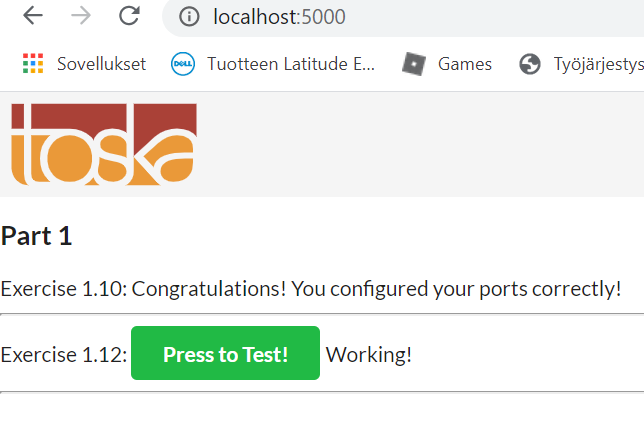 localhost:5000
Sovellukset Tuotteen Latitude E... Games Työjärjestys
DELL
toska
Part 1
Exercise 1.10: Congratulations! You configured your ports correctly!
Exercise 1.12: Press to Test! Working!